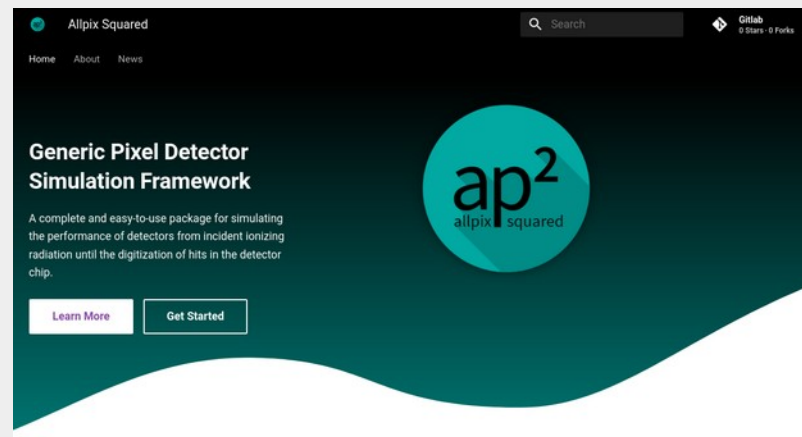 Allpix Squared
Search
Gitlab
0 Stars · 0 Forks
Home About News
Generic Pixel Detector
Simulation Framework
A complete and easy-to-use package for simulating
the performance of detectors from incident ionizing
radiation until the digitization of hits in the detector
chip.
Learn More Get Started
ap²
allpix squared